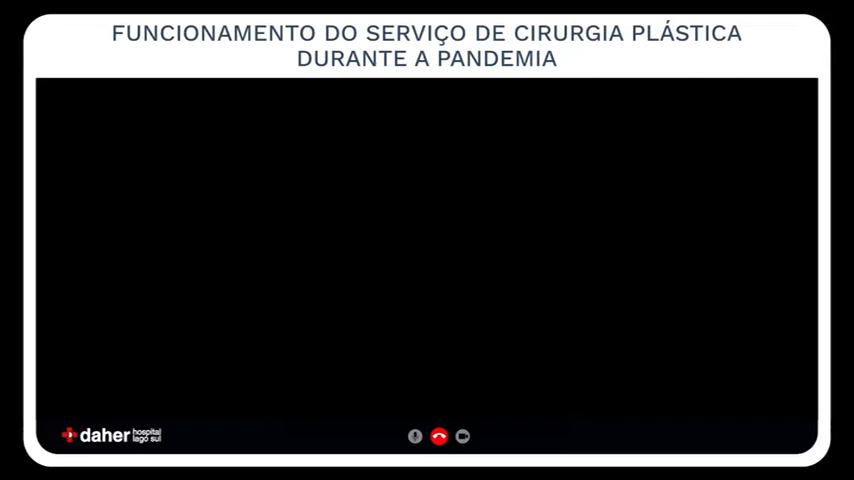 FUNCIONAMENTO DO SERVIÇO DE CIRURGIA PLÁSTICA
DURANTE A PANDEMIA
daher hospital
lago sul